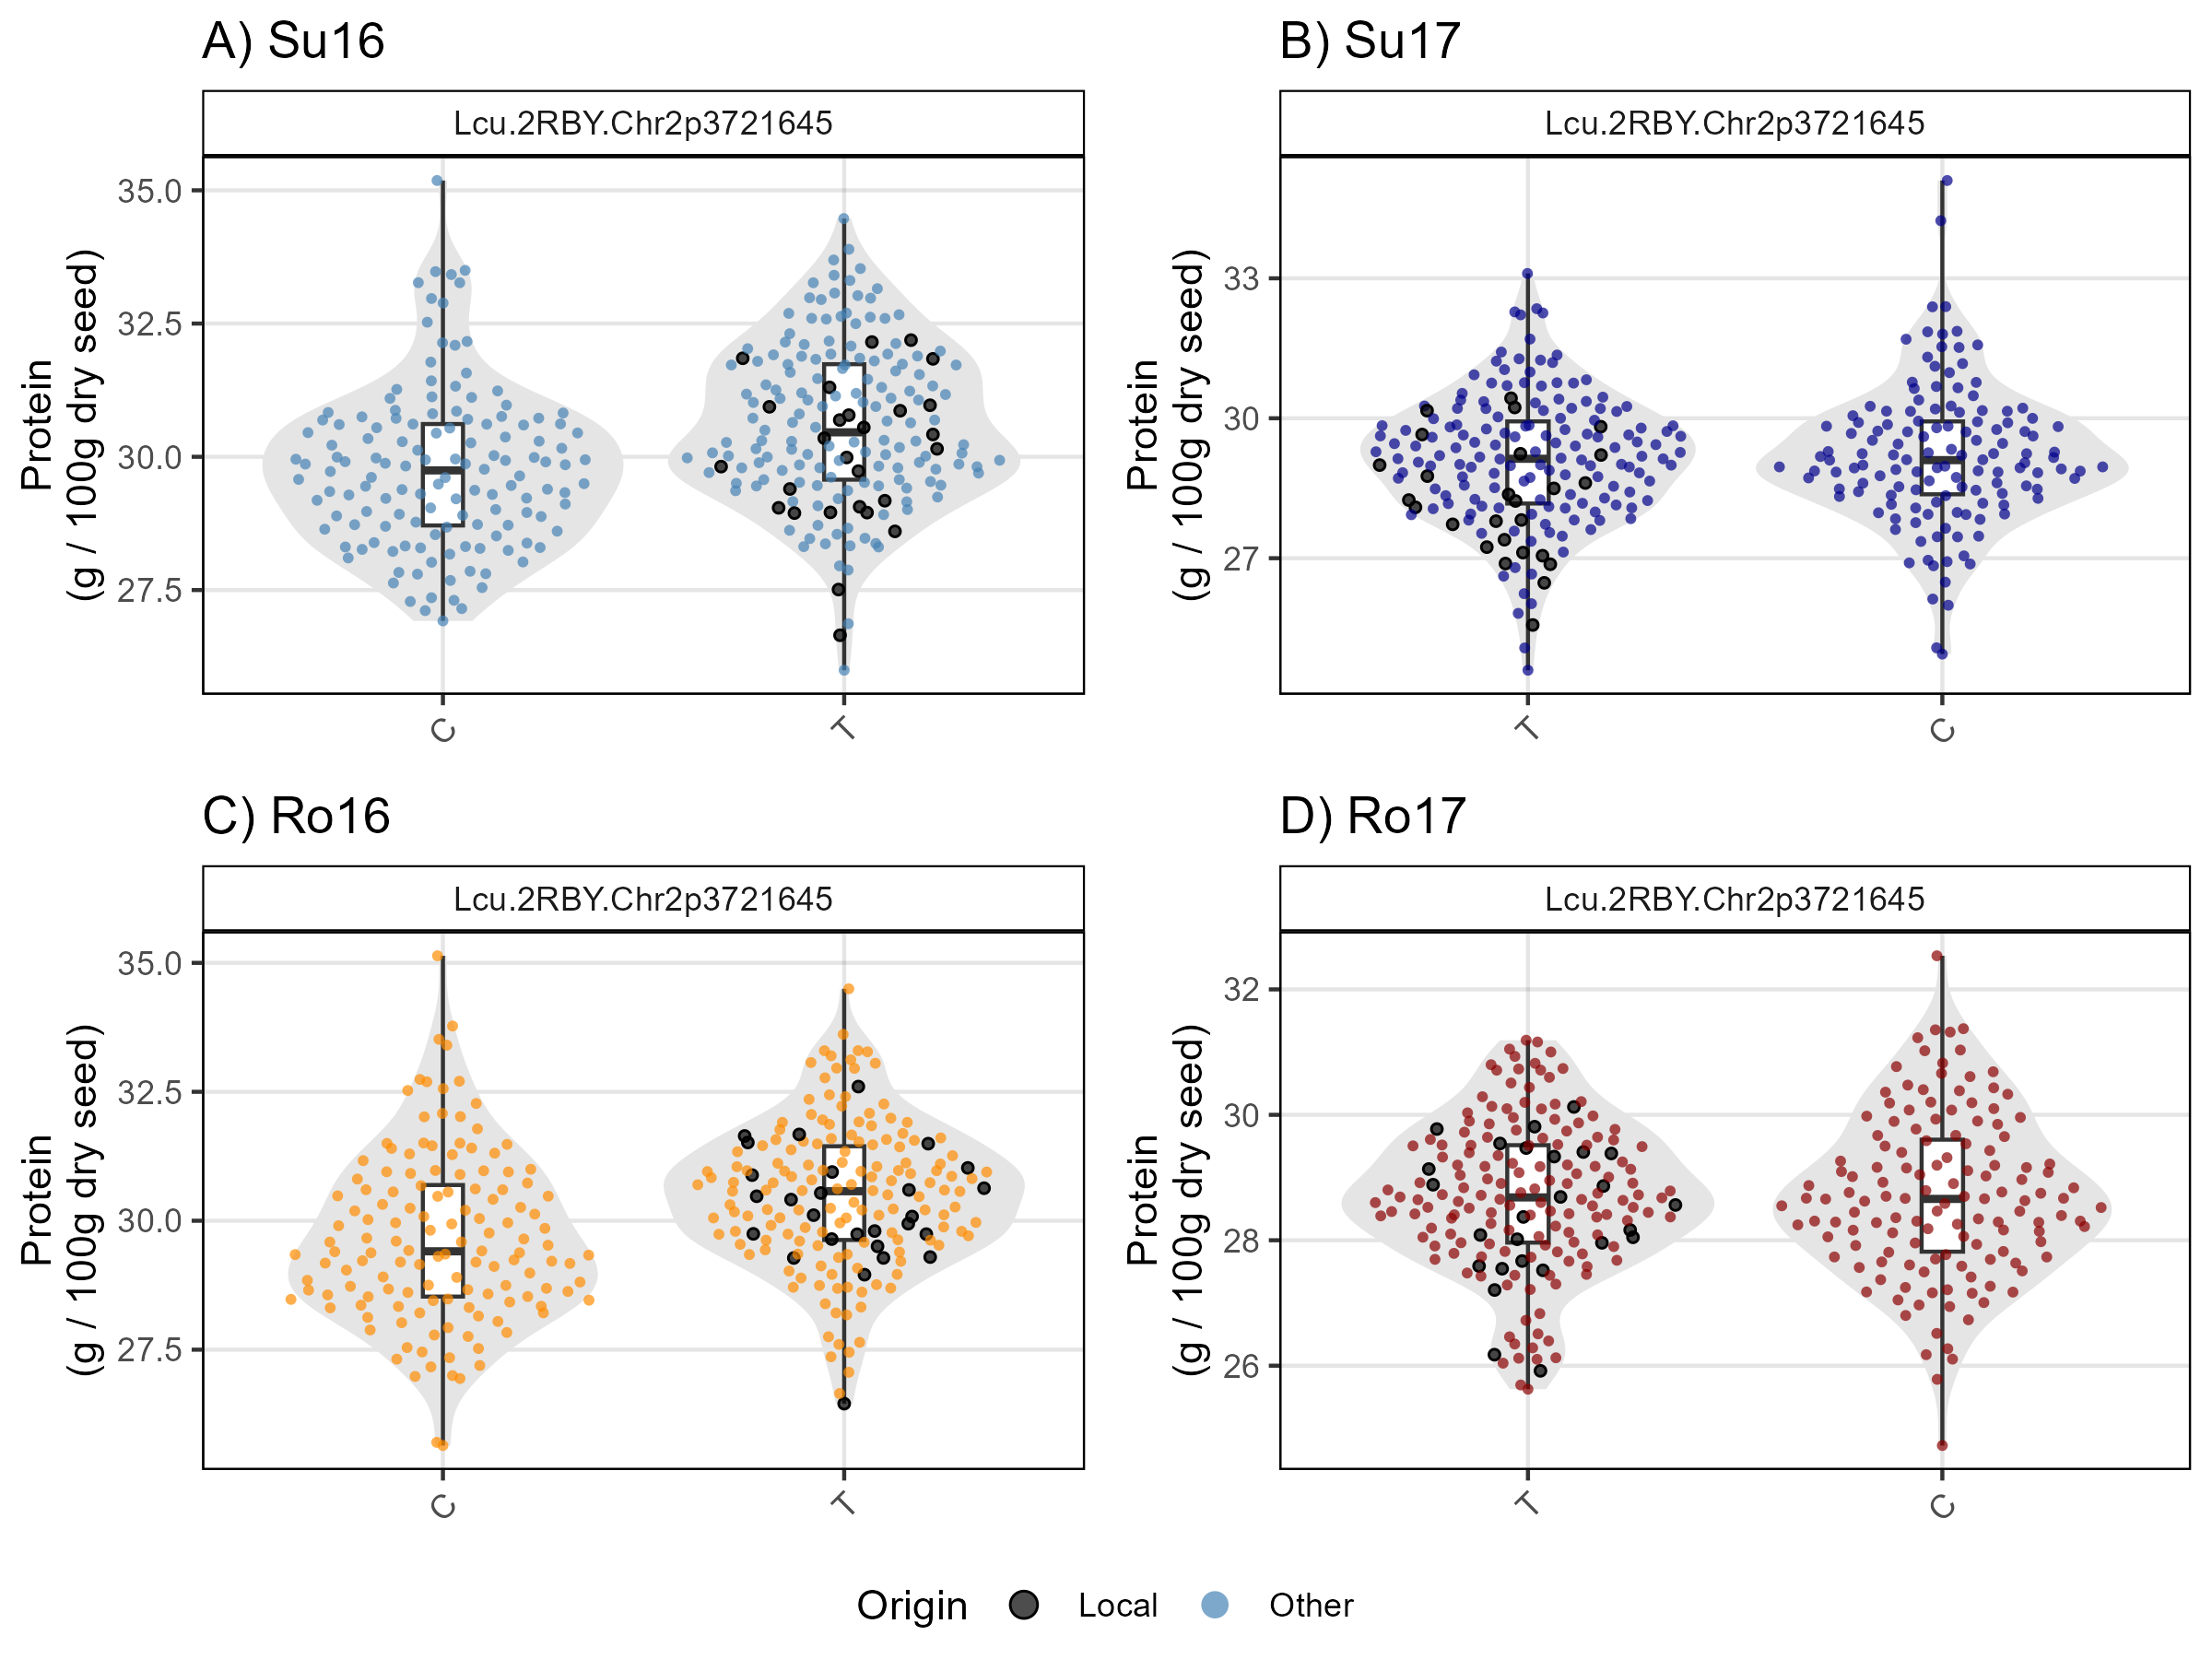 A) Su16
Lcu.2RBY.Chr2p3721645
Protein
(g / 100g dry seed)
35.0
32.5
30.0
27.5
C
T
B) Su17
Lcu.2RBY.Chr2p3721645
Protein
(g / 100g dry seed)
33
30
27
T
C
C) Ro16
Lcu.2RBY.Chr2p3721645
Protein
(g / 100g dry seed)
35.0
32.5
30.0
27.5
C
T
D) Ro17
Lcu.2RBY.Chr2p3721645
Protein
(g / 100g dry seed)
32
30
28
26
T
C
Origin Local Other